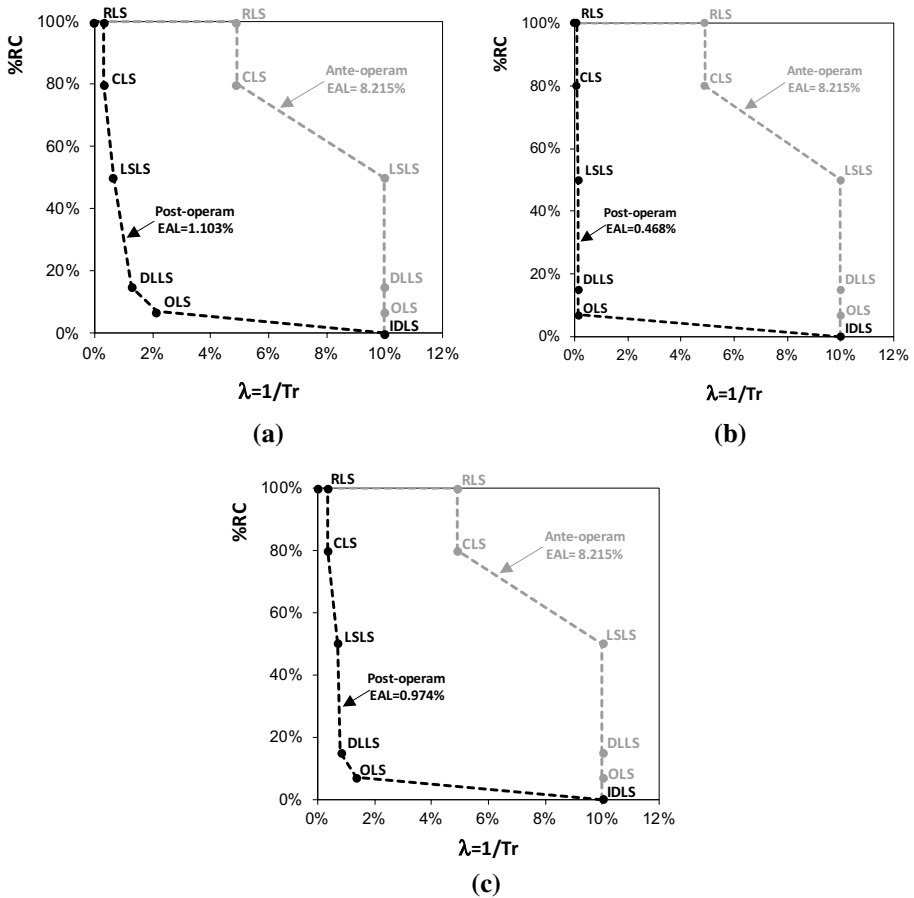 100%
80%
60%
40%
20%
0%
%RC
RLS
CLS
LSLS
DLLS
OLS
IDLS
RLS
CLS
LSLS
DLLS
OLS
Ante-operam
EAL= 8.215%
Post-operam
EAL=1.103%
0% 2% 4% 6% 8% 10% 12%
λ=1/Tr
(a)
100%
80%
60%
40%
20%
0%
%RC
RLS
CLS
LSLS
DLLS
OLS
IDLS
RLS
CLS
LSLS
DLLS
OLS
Ante-operam
EAL= 8.215%
Post-operam
EAL=0.468%
0% 2% 4% 6% 8% 10% 12%
λ=1/Tr
(b)
100%
80%
60%
40%
20%
0%
%RC
RLS
CLS
LSLS
DLLS
OLS
IDLS
RLS
CLS
LSLS
DLLS
OLS
Ante-operam
EAL= 8.215%
Post-operam
EAL=0.974%
0% 2% 4% 6% 8% 10% 12%
λ=1/Tr
(c)